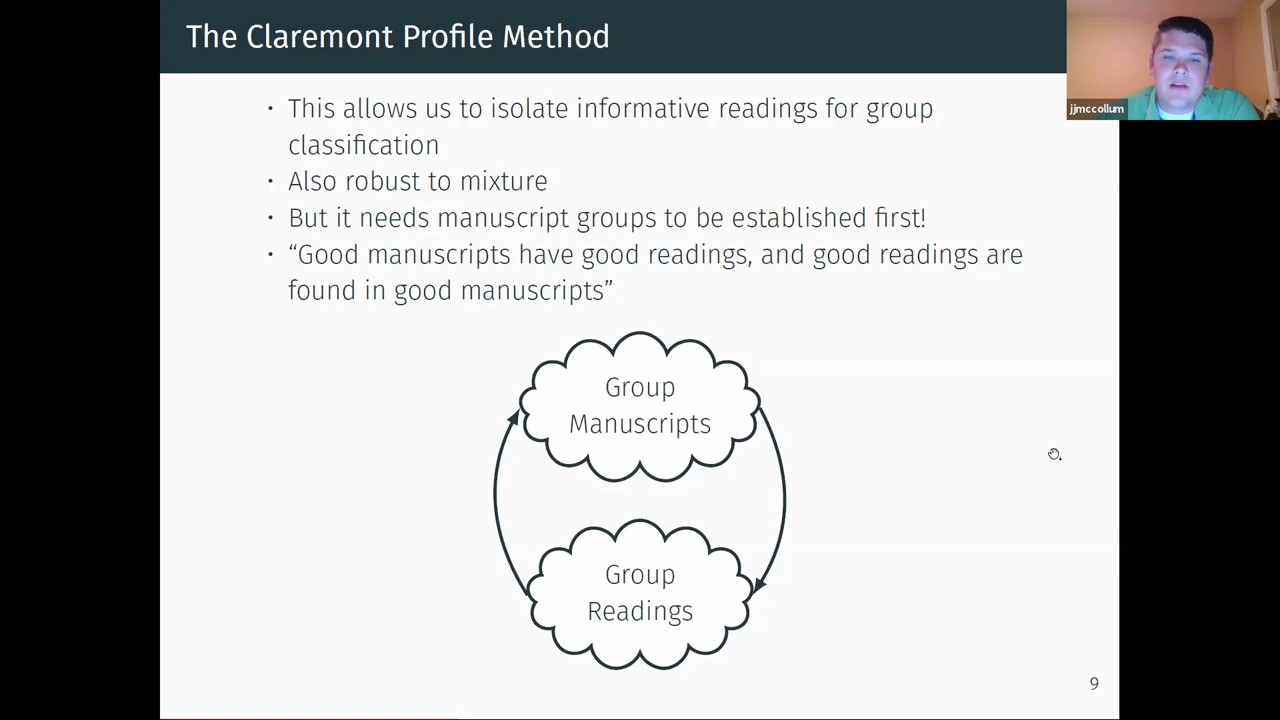 The Claremont Profile Method
jjmccollum
• This allows us to isolate informative readings for group
classification
• Also robust to mixture
• But it needs manuscript groups to be established first!
• “Good manuscripts have good readings, and good readings are
found in good manuscripts”
Group
Manuscripts
Group
Readings
9